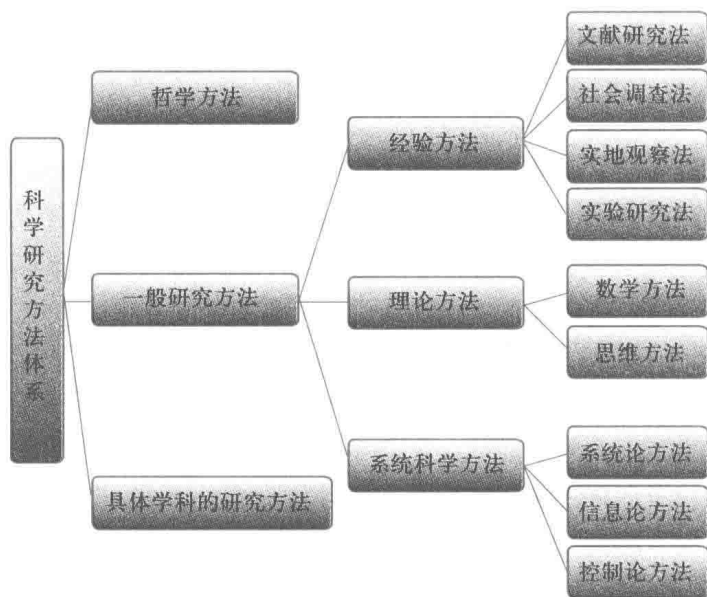 科学研究方法体系
哲学方法
一般研究方法
具体学科的研究方法
经验方法
理论方法
系统科学方法
文献研究法
社会调查法
实地观察法
实验研究法
数学方法
思维方法
系统论方法
信息论方法
控制论方法